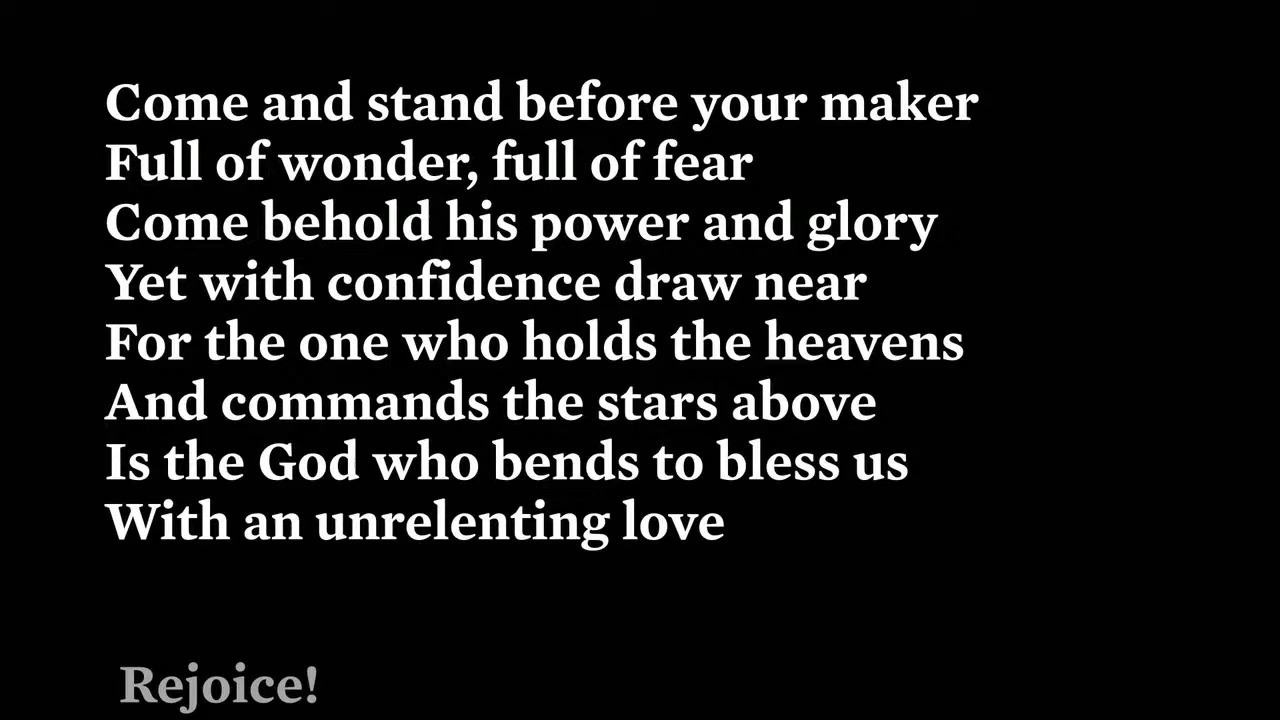 Come and stand before your maker
Full of wonder, full of fear
Come behold his power and glory
Yet with confidence draw near
For the one who holds the heavens
And commands the stars above
Is the God who bends to bless us
With an unrelenting love
Rejoice!